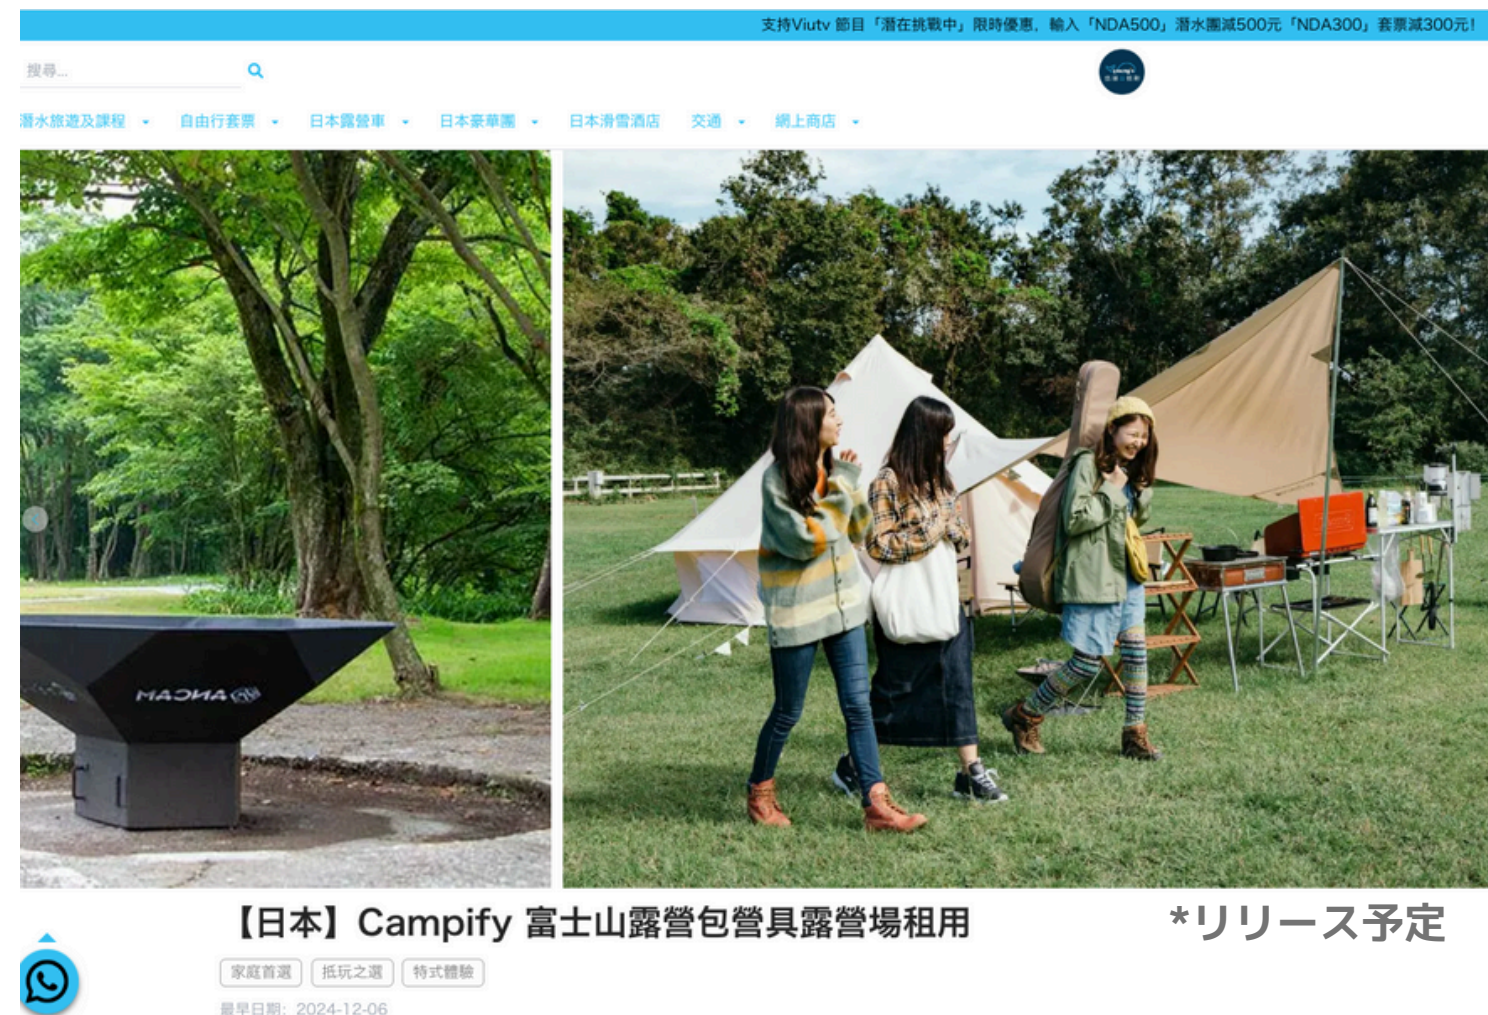 支持Viutv 節目「潛在挑戰中」限時優惠，輸入「NDA500」潛水團減500元「NDA300」套票減300元!
搜尋...
潛水旅遊及課程
自由行套票
日本露營車
日本豪華團
日本滑雪酒店
交通
網上商店
【日本】Campify 富士山露營包營具露營場租用
*リリース予定
家庭首選
抵玩之選
特式體驗
最早日期：2024-12-06